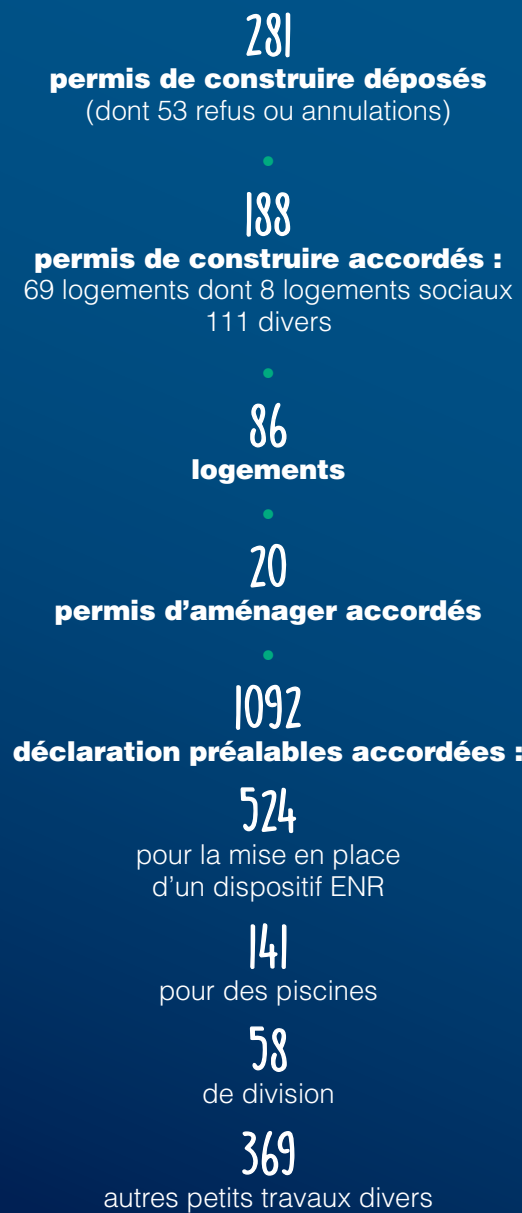 281
permis de construire déposés
(dont 53 refus ou annulations)
188
permis de construire accordés :
69 logements dont 8 logements sociaux
111 divers
86
logements
20
permis d’aménager accordés
1092
déclaration préalables accordées :
524
pour la mise en place
d’un dispositif ENR
141
pour des piscines
58
de division
369
autres petits travaux divers